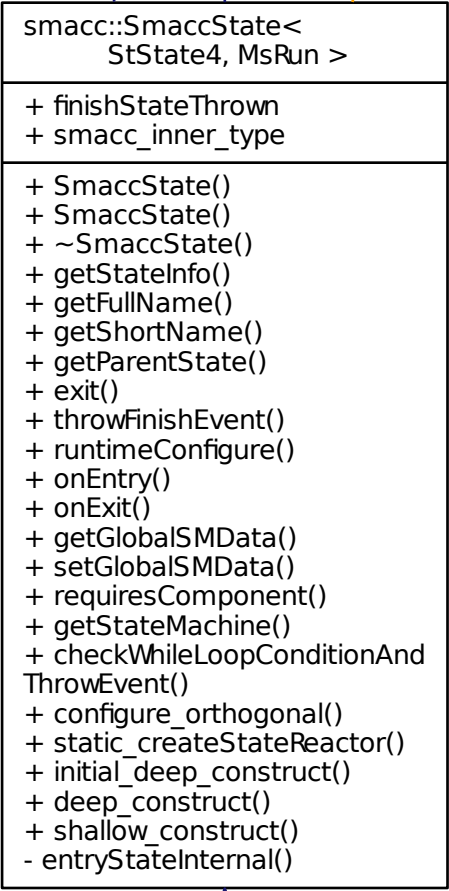 smacc::SmaccState<
StState4, MsRun >
+ finishStateThrown
+ smacc_inner_type
+ SmaccState()
+ SmaccState()
+ ~SmaccState()
+ getStateInfo()
+ getFullName()
+ getShortName()
+ getParentState()
+ exit()
+ throwFinishEvent()
+ runtimeConfigure()
+ onEntry()
+ onExit()
+ getGlobalSMData()
+ setGlobalSMData()
+ requiresComponent()
+ getStateMachine()
+ checkWhileLoopConditionAnd
ThrowEvent()
+ configure_orthogonal()
+ static_createStateReactor()
+ initial_deep_construct()
+ deep_construct()
+ shallow_construct()
- entryStateInternal()